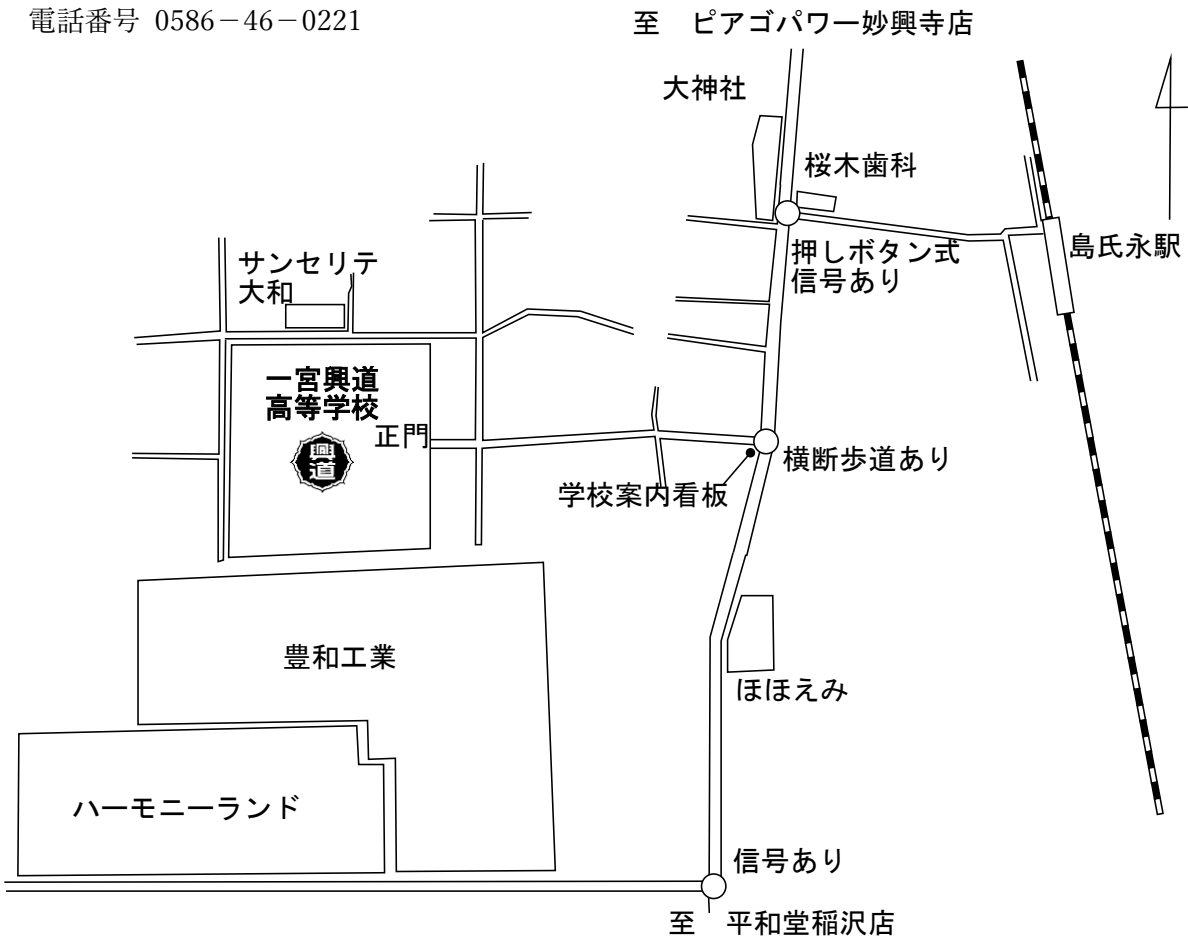 電話番号 0586－46－0221
至 ピアゴパワー妙興寺店
大神社
桜木歯科
押しボタン式
信号あり
島氏永駅
サンセリテ
大和
一宮興道
高等学校
正門
興道
横断歩道あり
学校案内看板
豊和工業
ほほえみ
ハーモニーランド
信号あり
至 平和堂稲沢店